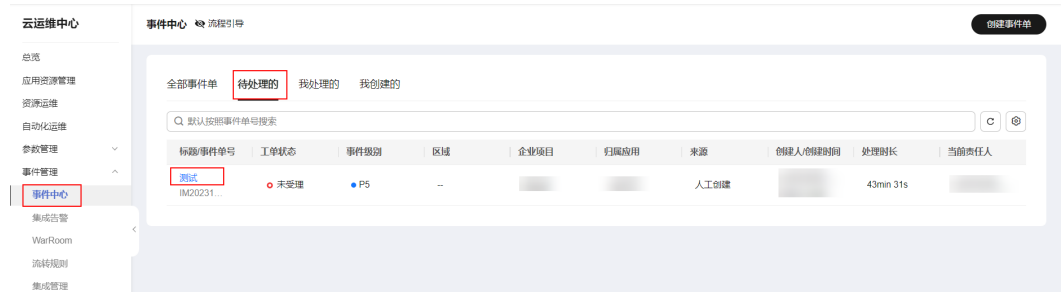 云运维中心
事件中心 流程引导
创建事件单
总览
应用资源管理
资源运维
自动化运维
参数管理
事件管理
事件中心
集成告警
WarRoom
流转规则
集成管理
全部事件单 待处理的 我处理的 我创建的
默认按照事件单号搜索
标题/事件单号 工单状态 事件级别 区域 企业项目 归属应用 来源 创建人/创建时间 处理时长 当前责任人
测试
IM20231...
未受理 P5 -- 人工创建 43min 31s